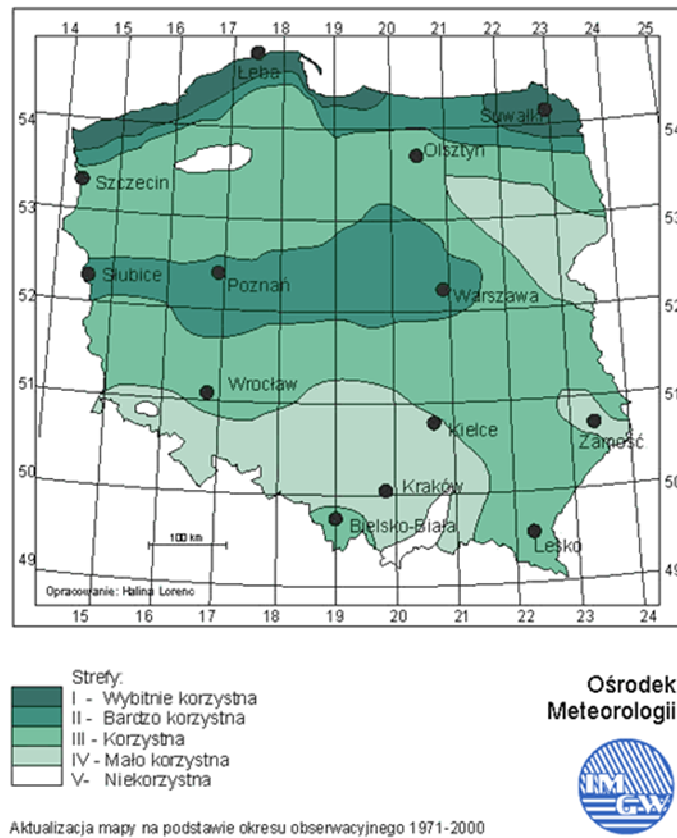 14 15 16 17 18 19 20 21 22 23 24 25
Łeba
54
Suwałki
54
Olsztyn
Szczecin
53
53
Słubice
Poznań
Warszawa
52
52
Wrocław
51
51
Kielce
Zamość
50
Kraków
50
Bielsko-Biała
Lesko
100 km
49
49
Opracowanie: Halina Lorenc
15 16 17 18 19 20 21 22 23 24
Strefy:
I - Wybitnie korzystna
II - Bardzo korzystna
III - Korzystna
IV - Mało korzystna
V- Niekorzystna
Ośrodek
Meteorologii
IM
G.W
Aktualizacja mapy na podstawie okresu obserwacyjnego 1971-2000